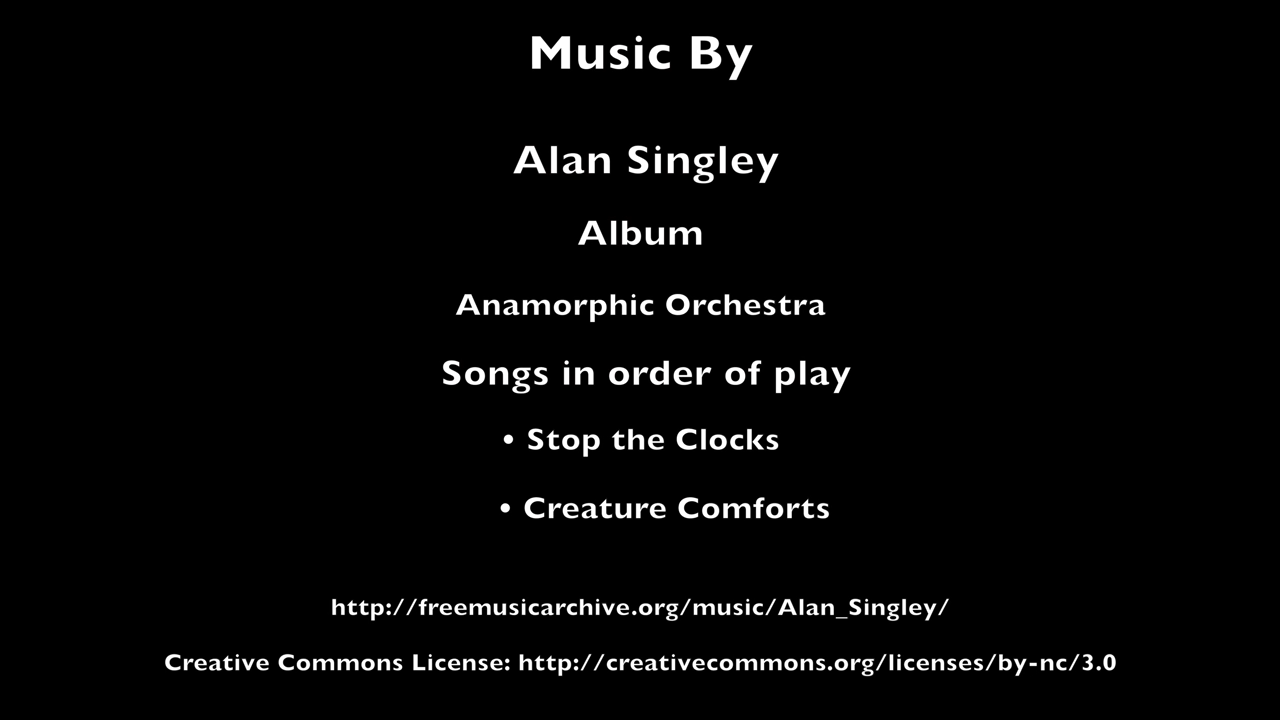 Music By
Alan Singley
Album
Anamorphic Orchestra
Songs in order of play
• Stop the Clocks
• Creature Comforts
http://freemusicarchive.org/music/Alan_Singley/
Creative Commons License: http://creativecommons.org/licenses/by-nc/3.0